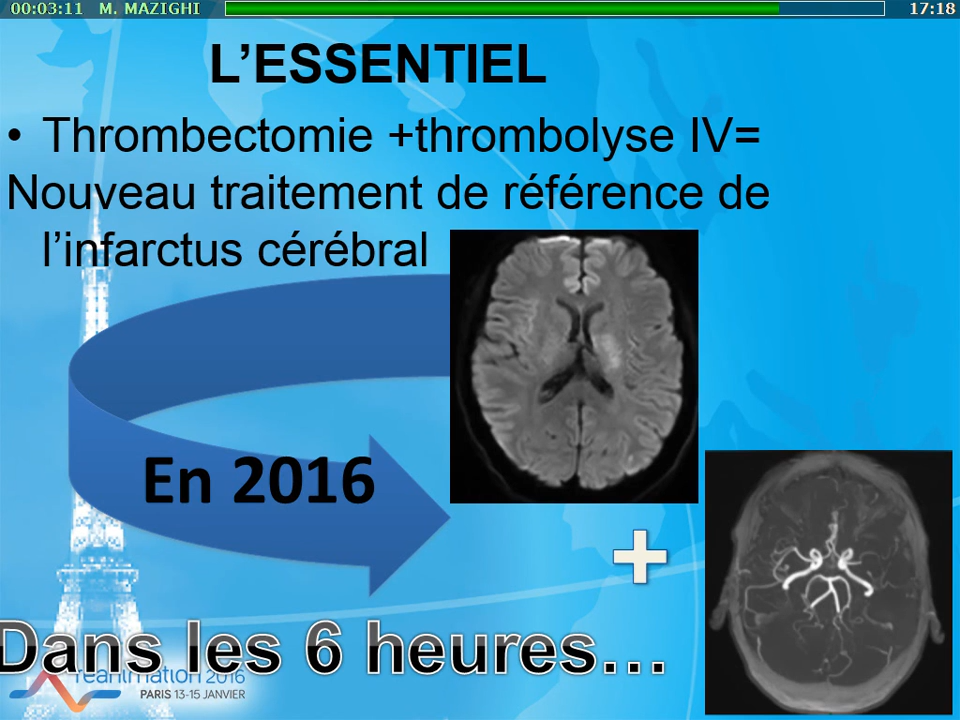 00:03:11 M. MAZIGHI 17:18
L’ESSENTIEL
• Thrombectomie +thrombolyse IV=
Nouveau traitement de référence de
l’infarctus cérébral
En 2016
+
Dans les 6 heures…
reanimation 2016
PARIS 13-15 JANVIER